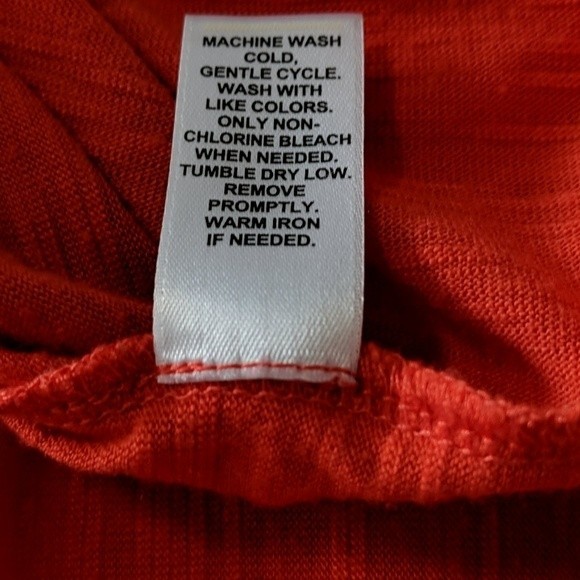 MACHINE WASH
COLD,
GENTLE CYCLE.
WASH WITH
LIKE COLORS.
ONLY NON-
CHLORINE BLEACH
WHEN NEEDED.
TUMBLE DRY LOW.
REMOVE
PROMPTLY.
WARM IRON
IF NEEDED.